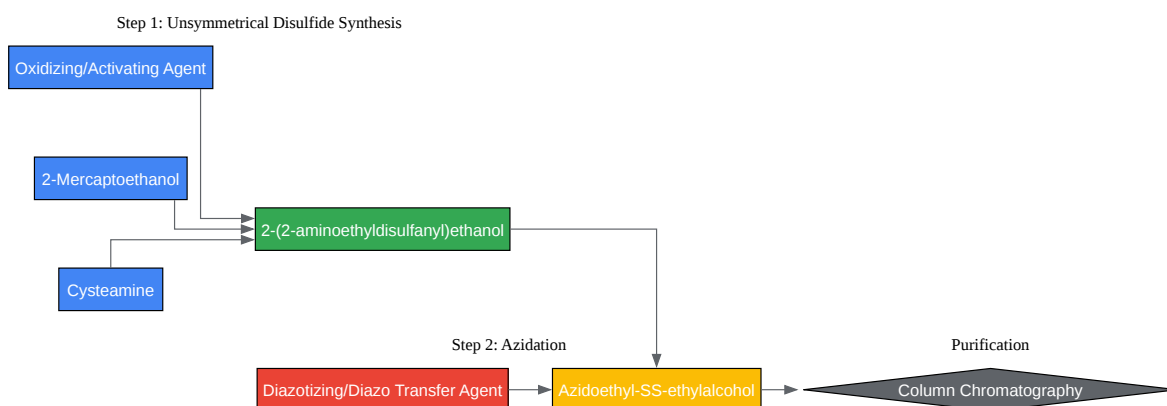 Step 1: Unsymmetrical Disulfide Synthesis
Oxidizing/Activating Agent
2-Mercaptoethanol
2-(2-aminoethyldisulfanyl)ethanol
Cysteamine
Step 2: Azidation
Purification
Diazotizing/Diazo Transfer Agent
Azidoethyl-SS-ethylalcohol
Column Chromatography